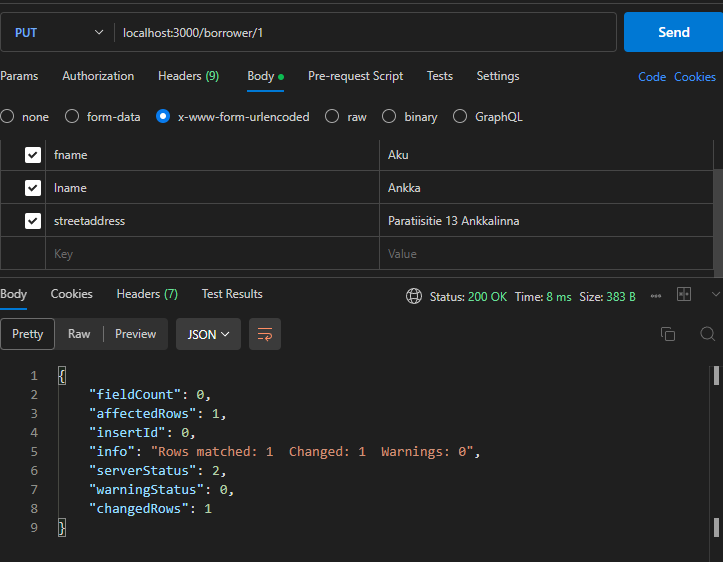 PUT localhost:3000/borrower/1 Send
Params Authorization Headers (9) Body Pre-request Script Tests Settings Code Cookies
none form-data x-www-form-urlencoded raw binary GraphQL
fname Aku
lname Ankka
streetaddress Paratiisitie 13 Ankkalinna
Key Value
Body Cookies Headers (7) Test Results Status: 200 OK Time: 8 ms Size: 383 B
Pretty Raw Preview JSON
1 {
2 "fieldCount": 0,
3 "affectedRows": 1,
4 "insertId": 0,
5 "info": "Rows matched: 1  Changed: 1  Warnings: 0",
6 "serverStatus": 2,
7 "warningStatus": 0,
8 "changedRows": 1
9 }